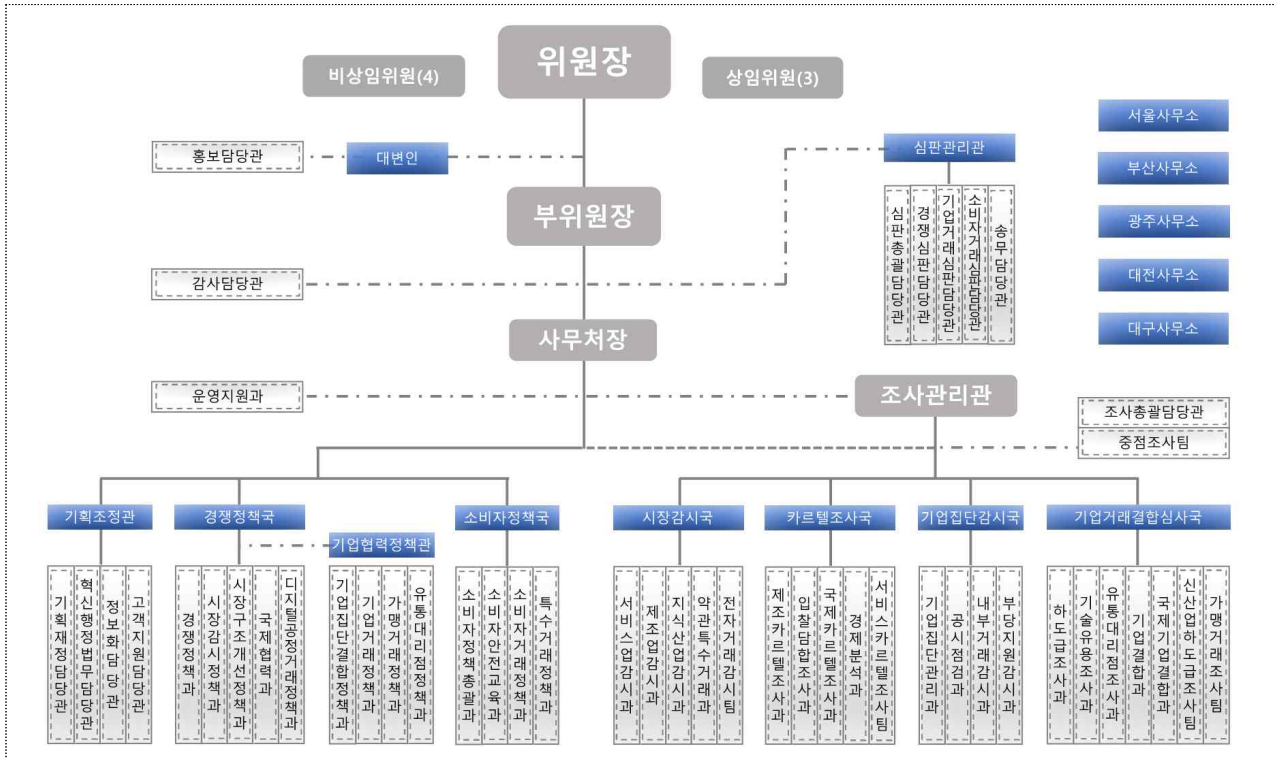 위원장
비상임위원(4)
상임위원(3)
서울사무소
홍보담당관
대변인
심판관리관
부산사무소
심판총괄담당관
경쟁심판담당관
기업거래심판담당관
소비자거래심판담당관
송무담당관
부위원장
광주사무소
감사담당관
대전사무소
사무처장
대구사무소
운영지원과
조사관리관
조사총괄담당관
중점조사팀
기획조정관
경쟁정책국
기업협력정책관
소비자정책국
시장감시국
카르텔조사국
기업집단감시국
기업거래결합심사국
기획재정담당관
혁신행정법무담당관
정보화담당관
고객지원담당관
경쟁정책과
시장감시정책과
시장구조개선정책과
국제협력과
디지털공정거래정책과
기업집단결합정책과
기업거래정책과
가맹거래정책과
유통대리점정책과
소비자정책총괄과
소비자안전교육과
소비자거래정책과
특수거래정책과
서비스업감시과
제조업감시과
지식산업감시과
약관특수거래과
전자거래감시팀
제조카르텔조사과
입찰담합조사과
국제카르텔조사과
경제분석과
서비스카르텔조사팀
기업집단관리과
공시점검과
내부거래감시과
부당지원감시과
하도급조사과
기술유용조사과
유통대리점조사과
기업결합과
국제기업결합과
신산업하도급조사팀
가맹거래조사팀